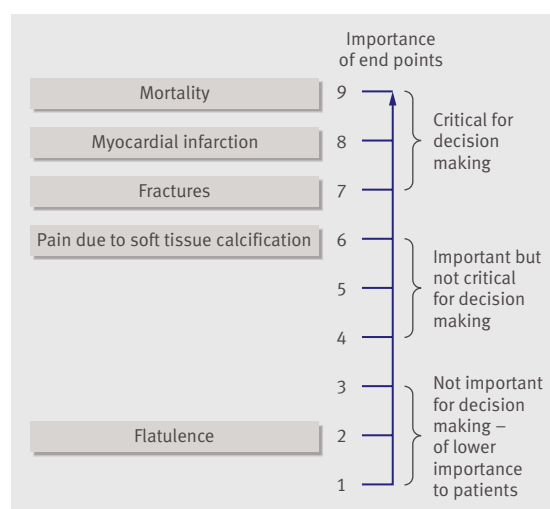 Importance
of end points
Mortality
9
Myocardial infarction
8
Critical for
decision
making
Fractures
7
Pain due to soft tissue calcification
6
5
Important but
not critical
for decision
making
4
3
Not important
for decision
making –
of lower
importance
to patients
Flatulence
2
1